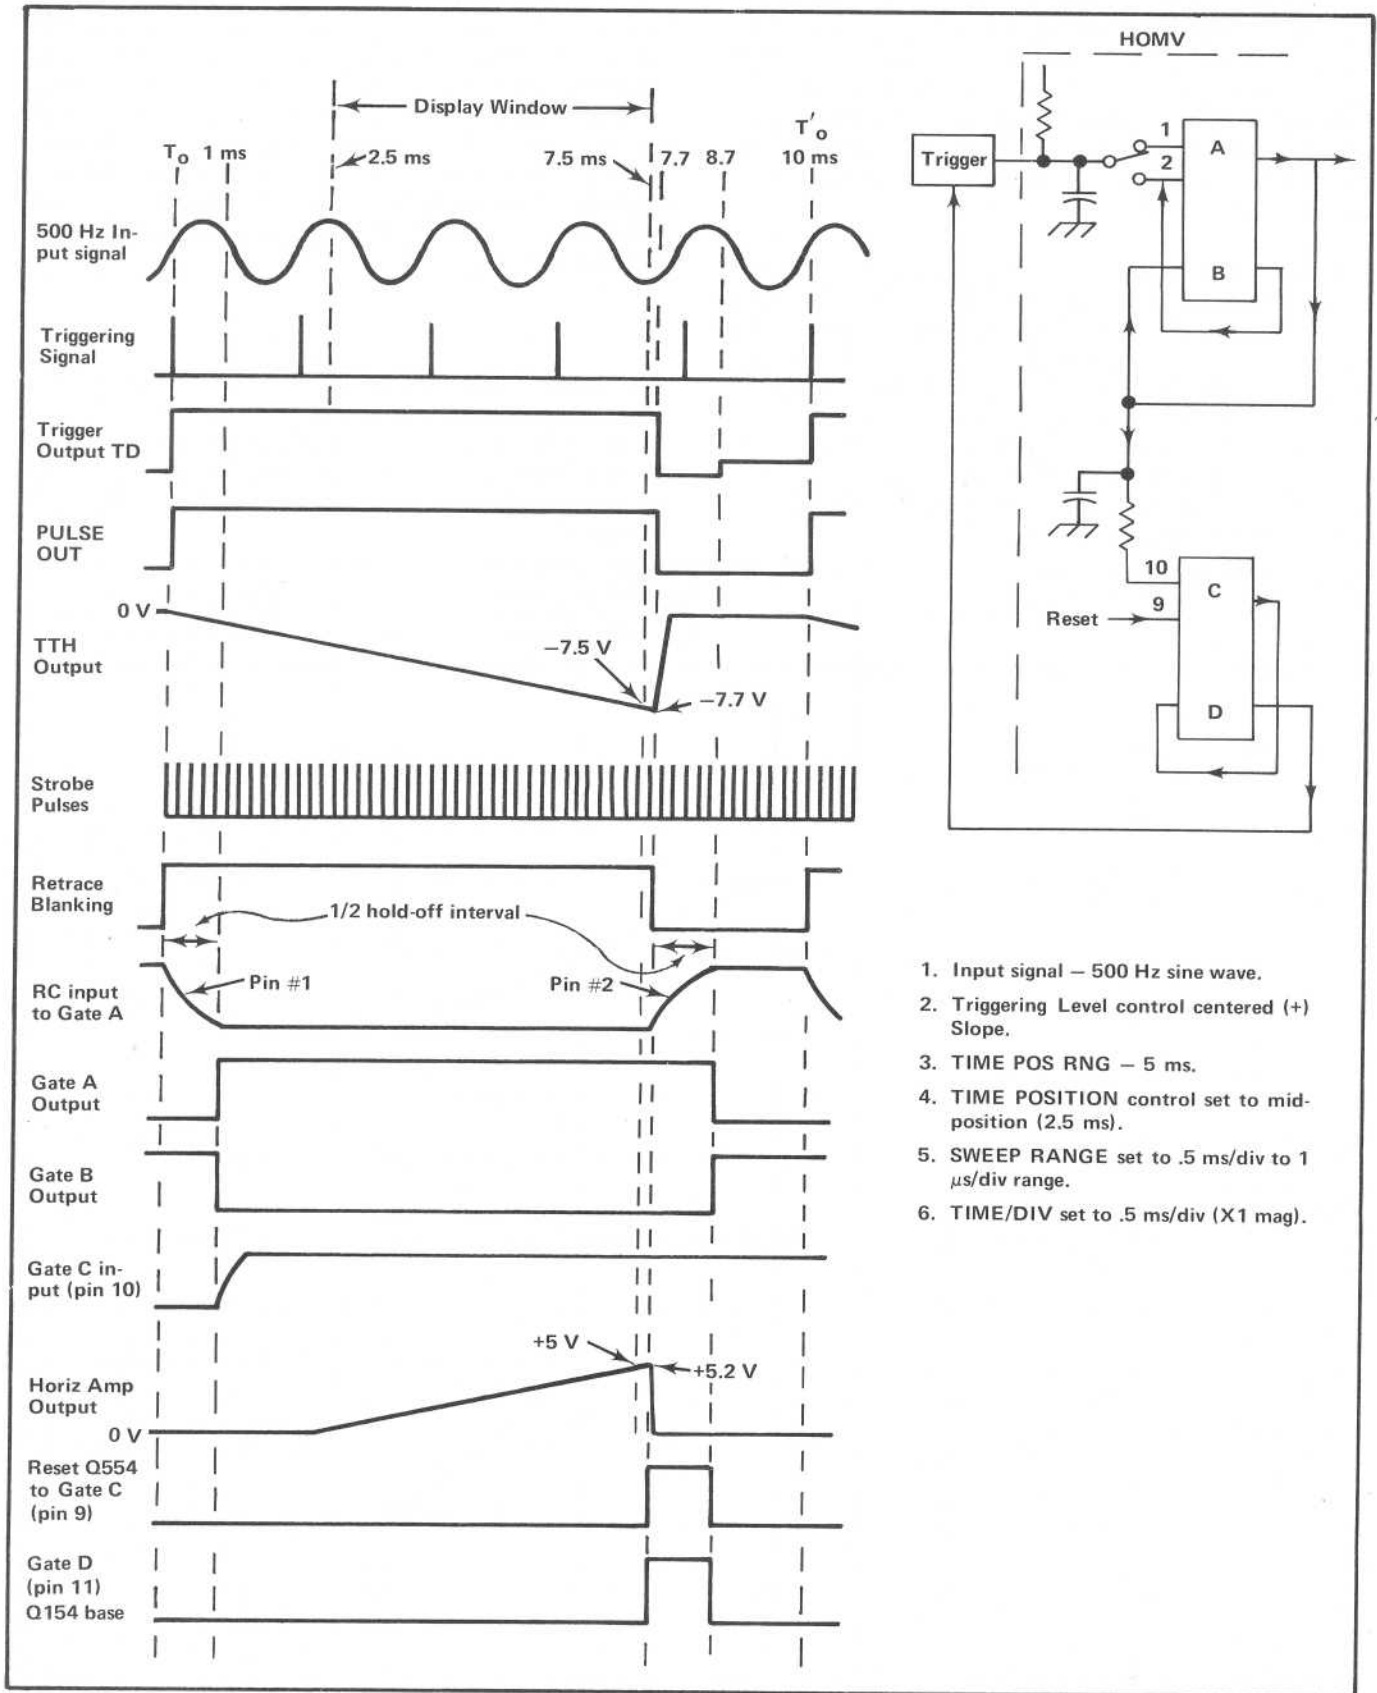 HOMV
Display Window
T'o
To 1 ms
2.5 ms
7.5 ms
7.7 8.7
10 ms
Trigger
1
2
A
B
500 Hz In-
put signal
Triggering
Signal
Trigger
Output TD
PULSE
OUT
10
9
Reset
C
D
0 V
TTH
Output
−7.5 V
−7.7 V
Strobe
Pulses
Retrace
Blanking
1/2 hold-off interval
RC input
to Gate A
Pin #1
Pin #2
Gate A
Output
Gate B
Output
Gate C in-
put (pin 10)
+5 V
+5.2 V
Horiz Amp
Output
0 V
Reset Q554
to Gate C
(pin 9)
Gate D
(pin 11)
Q154 base
1. Input signal — 500 Hz sine wave.
2. Triggering Level control centered (+)
Slope.
3. TIME POS RNG — 5 ms.
4. TIME POSITION control set to mid-
position (2.5 ms).
5. SWEEP RANGE set to .5 ms/div to 1
μs/div range.
6. TIME/DIV set to .5 ms/div (X1 mag).